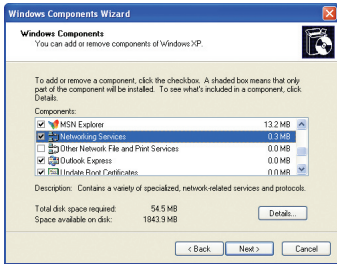 Windows Components Wizard
Windows Components
You can add or remove components of Windows XP.
To add or remove a component, click the checkbox. A shaded box means that only
part of the component will be installed. To see what's included in a component, click
Details.
Components:
MSN Explorer 13.2 MB
Networking Services 0.3 MB
Other Network File and Print Services 0.0 MB
Outlook Express 0.0 MB
Update Root Certificates 0.0 MB
Description: Contains a variety of specialized, network-related services and protocols.
Total disk space required: 54.5 MB
Space available on disk: 1843.9 MB
Details...
< Back Next > Cancel